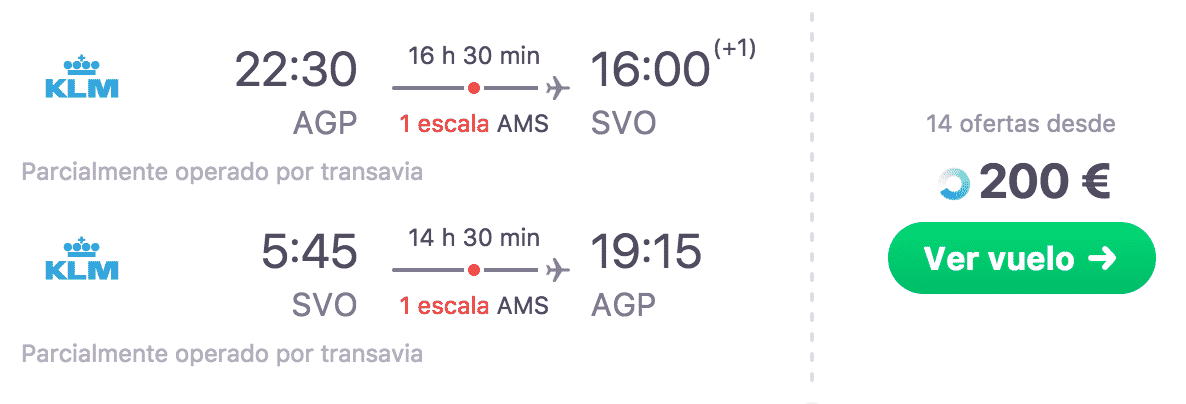 KLM
22:30
16 h 30 min
16:00(+1)
AGP
1 escala AMS
SVO
Parcialmente operado por transavia
KLM
5:45
14 h 30 min
19:15
SVO
1 escala AMS
AGP
Parcialmente operado por transavia
14 ofertas desde
200 €
Ver vuelo →